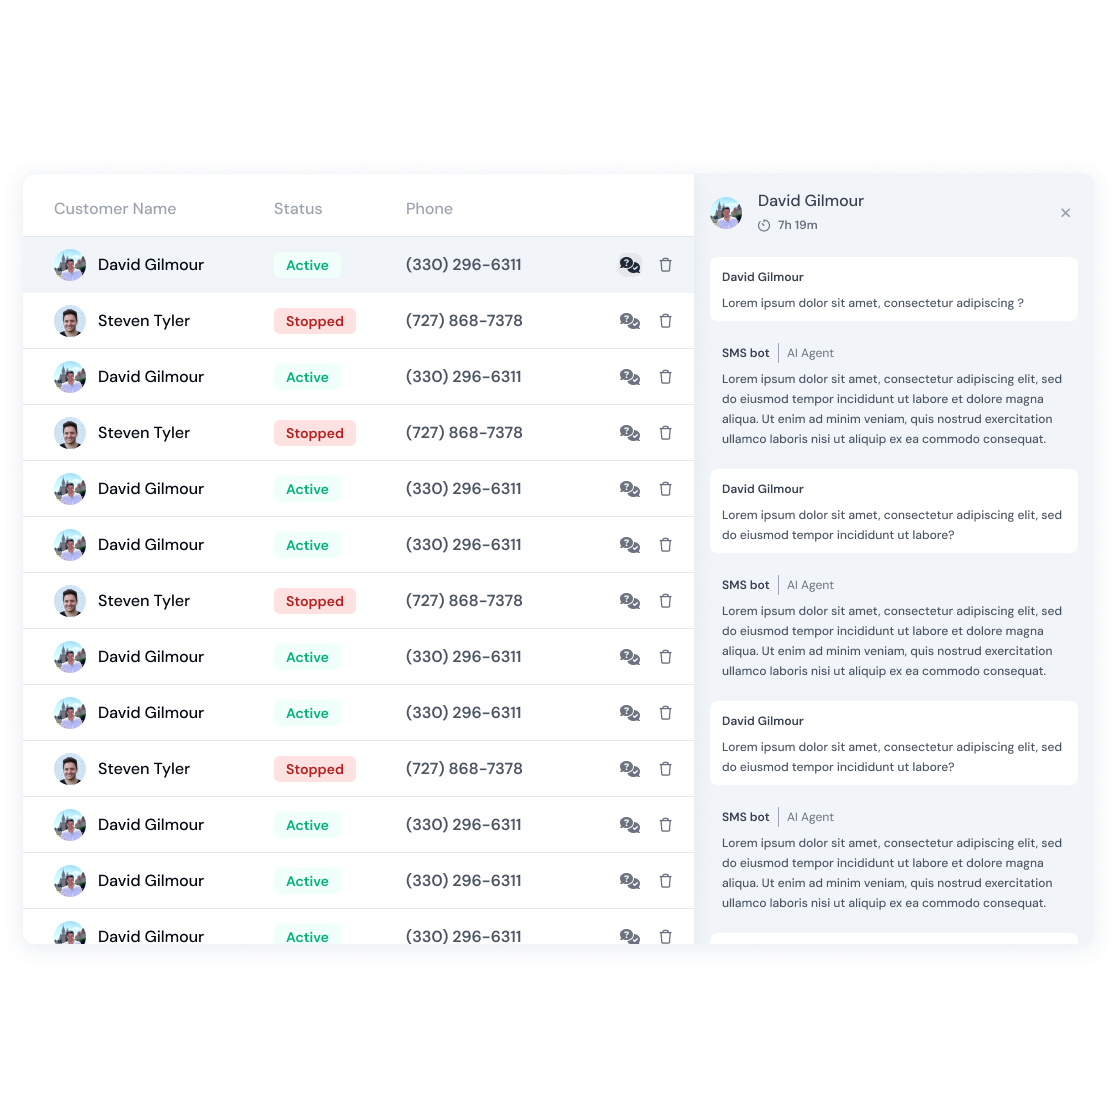 Customer Name Status Phone
David Gilmour Active (330) 296-6311
Steven Tyler Stopped (727) 868-7378
David Gilmour Active (330) 296-6311
Steven Tyler Stopped (727) 868-7378
David Gilmour Active (330) 296-6311
David Gilmour Active (330) 296-6311
Steven Tyler Stopped (727) 868-7378
David Gilmour Active (330) 296-6311
David Gilmour Active (330) 296-6311
Steven Tyler Stopped (727) 868-7378
David Gilmour Active (330) 296-6311
David Gilmour Active (330) 296-6311
David Gilmour Active (330) 296-6311
David Gilmour
7h 19m
David Gilmour
Lorem ipsum dolor sit amet, consectetur adipiscing ?
SMS bot AI Agent
Lorem ipsum dolor sit amet, consectetur adipiscing elit, sed
do eiusmod tempor incididunt ut labore et dolore magna
aliqua. Ut enim ad minim veniam, quis nostrud exercitation
ullamco laboris nisi ut aliquip ex ea commodo consequat.
David Gilmour
Lorem ipsum dolor sit amet, consectetur adipiscing elit, sed
do eiusmod tempor incididunt ut labore?
SMS bot AI Agent
Lorem ipsum dolor sit amet, consectetur adipiscing elit, sed
do eiusmod tempor incididunt ut labore et dolore magna
aliqua. Ut enim ad minim veniam, quis nostrud exercitation
ullamco laboris nisi ut aliquip ex ea commodo consequat.
David Gilmour
Lorem ipsum dolor sit amet, consectetur adipiscing elit, sed
do eiusmod tempor incididunt ut labore?
SMS bot AI Agent
Lorem ipsum dolor sit amet, consectetur adipiscing elit, sed
do eiusmod tempor incididunt ut labore et dolore magna
aliqua. Ut enim ad minim veniam, quis nostrud exercitation
ullamco laboris nisi ut aliquip ex ea commodo consequat.